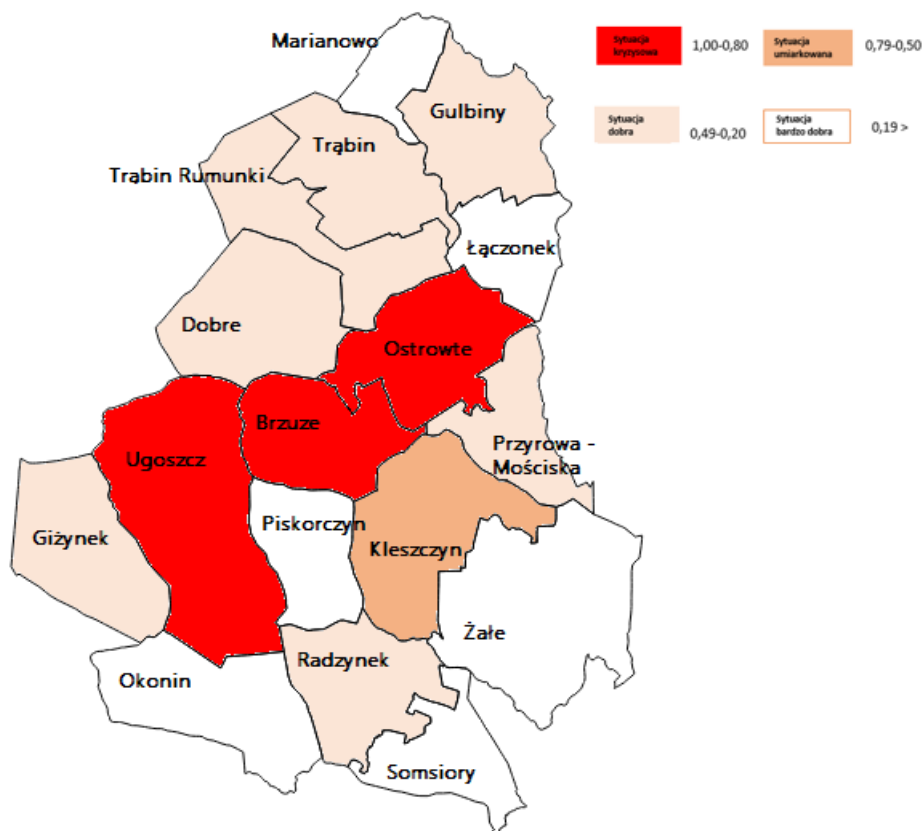 Marianowo
Sytuacja
kryzysowa
1,00-0,80
Sytuacja
umiarkowana
0,79-0,50
Gulbiny
Sytuacja
dobra
0,49-0,20
Sytuacja
bardzo dobra
0,19 >
Trąbin
Trąbin Rumunki
Łączonek
Dobre
Ostrowte
Brzuze
Ugoszcz
Przyrowa -
Mościska
Giżynek
Piskorczyn
Kleszczyn
Żałe
Radzynek
Okonin
Somsiory